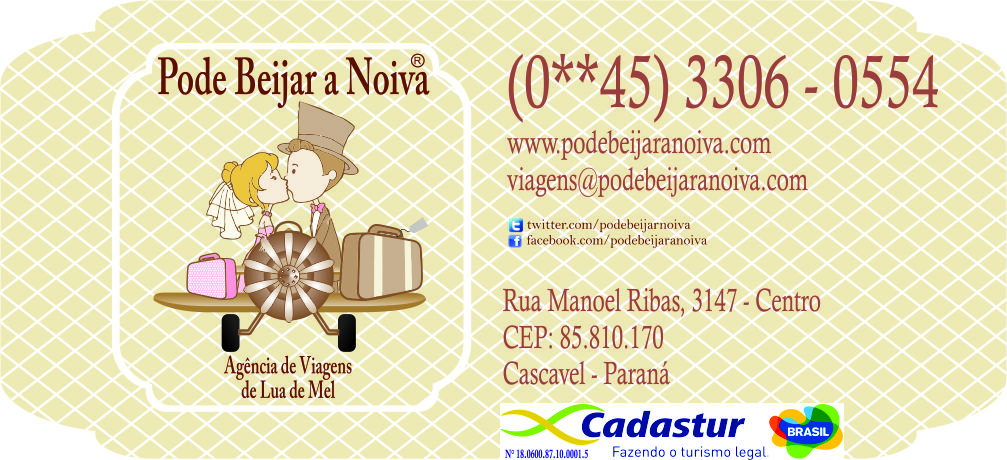 Pode Beijar a Noiva®
Agência de Viagens
de Lua de Mel
(0**45) 3306 - 0554
www.podebeijaranoiva.com
viagens@podebeijaranoiva.com
twitter.com/podebeijarnoiva
facebook.com/podebeijaranoiva
Rua Manoel Ribas, 3147 - Centro
CEP: 85.810.170
Cascavel - Paraná
Cadastur
Fazendo o turismo legal.
Nº 18.0600.87.10.0001.5
BRASIL